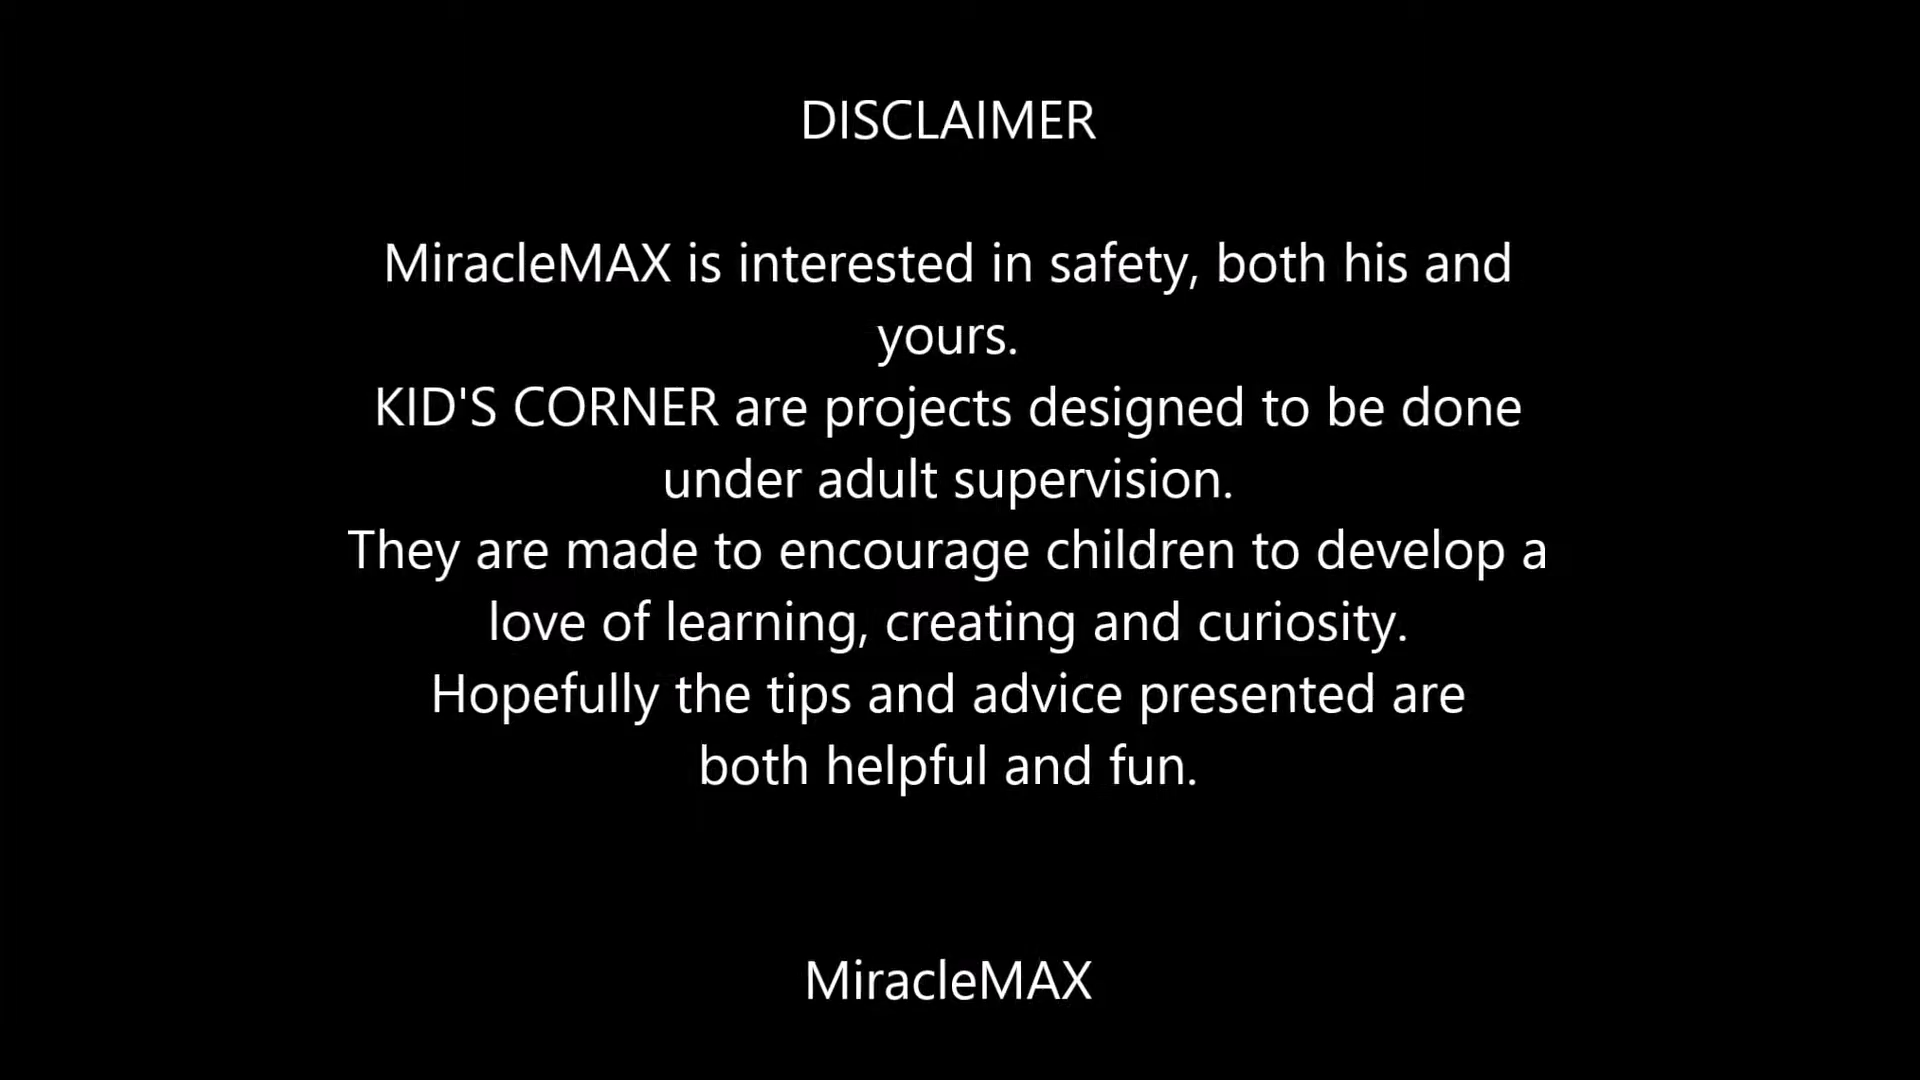 DISCLAIMER
MiracleMAX is interested in safety, both his and
yours.
KID'S CORNER are projects designed to be done
under adult supervision.
They are made to encourage children to develop a
love of learning, creating and curiosity.
Hopefully the tips and advice presented are
both helpful and fun.
MiracleMAX